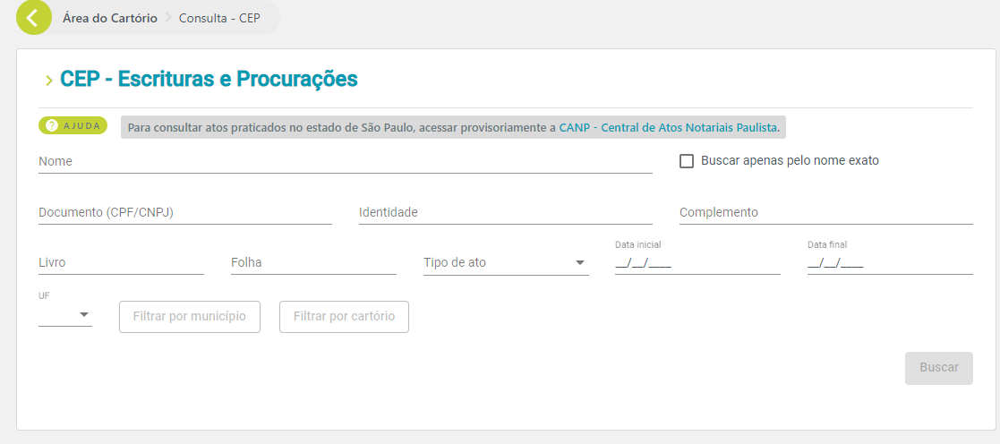 Área do Cartório Consulta - CEP
CEP - Escrituras e Procurações
? AJUDA Para consultar atos praticados no estado de São Paulo, acessar provisoriamente a CANP - Central de Atos Notariais Paulista.
Nome Buscar apenas pelo nome exato
Documento (CPF/CNPJ) Identidade Complemento
Data inicial Data final
Livro Folha Tipo de ato __/__/____ __/__/____
UF
Filtrar por município Filtrar por cartório
Buscar